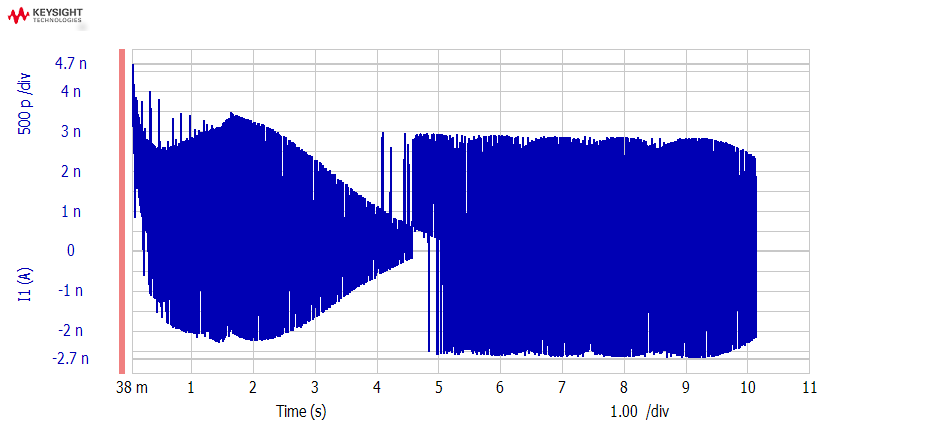 KEYSIGHT
TECHNOLOGIES
500 p /div
I1 (A)
4.7 n
4 n
3 n
2 n
1 n
0
-1 n
-2 n
-2.7 n
38 m 1 2 3 4 5 6 7 8 9 10 11
Time (s) 1.00 /div